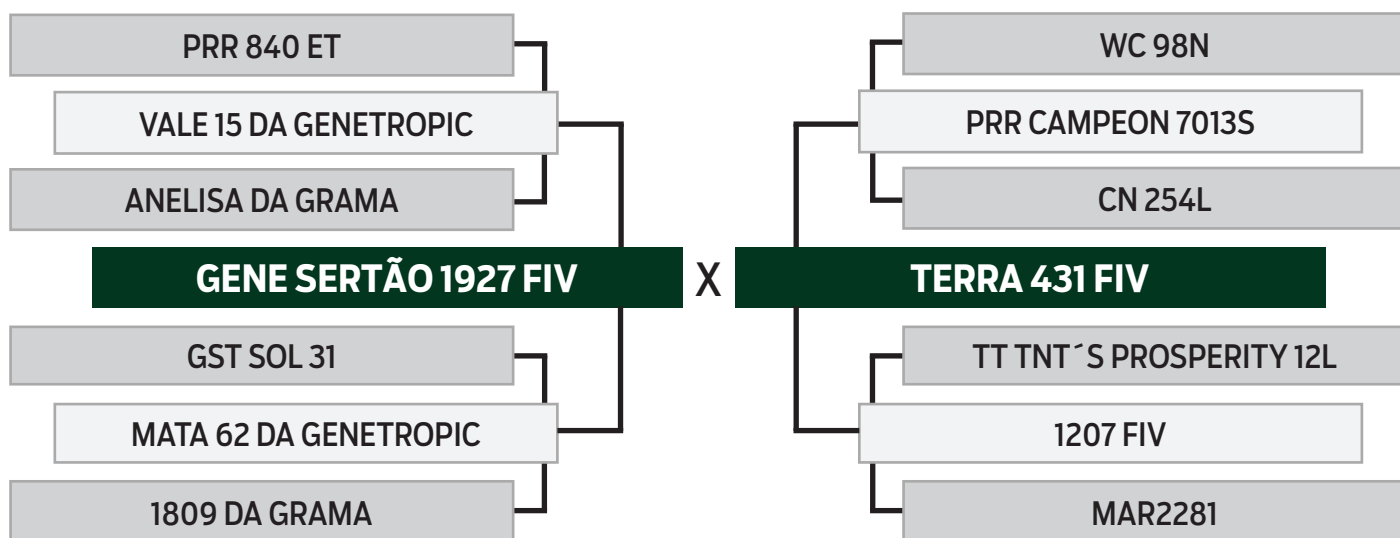 PRR 840 ET
VALE 15 DA GENETROPIC
ANELISA DA GRAMA
WC 98N
PRR CAMPEON 7013S
CN 254L
GENE SERTÃO 1927 FIV X TERRA 431 FIV
GST SOL 31
MATA 62 DA GENETROPIC
1809 DA GRAMA
TT TNT´S PROSPERITY 12L
1207 FIV
MAR2281